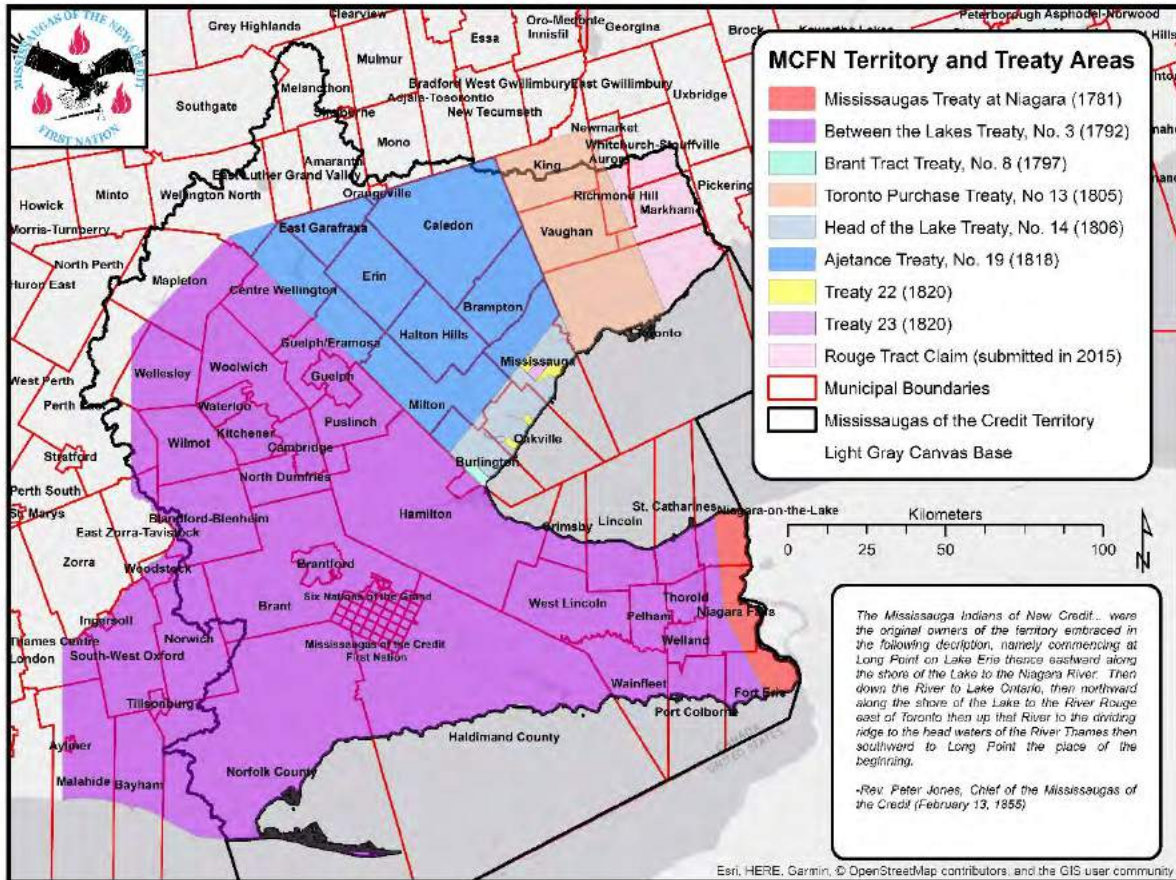 MISSISSAUGAS OF THE NEW CREDIT
FIRST NATION
Clearview
Grey Highlands
Essa
Oro-Medonte
Innisfil
Georgina
Brock
Peterborough
Asphodel-Norwood
Mulmur
Melancthon
Bradford West Gwillimbury
East Gwillimbury
Adjala-Tosorontio
New Tecumseth
Uxbridge
Southgate
Mono
Newmarket
Whitchurch-Stouffville
Aurora
King
Amaranth
East Luther Grand Valley
Orangeville
Minto
Wellington North
Howick
Morris-Turnberry
Richmond Hill
Markham
Pickering
East Garafraxa
Caledon
Vaughan
North Perth
Huron East
Mapleton
Erin
Centre Wellington
Brampton
Halton Hills
Guelph/Eramosa
Toronto
Mississauga
Woolwich
Guelph
Wellesley
West Perth
Perth East
Waterloo
Milton
Puslinch
Kitchener
Wilmot
Cambridge
Oakville
Stratford
Burlington
North Dumfries
Perth South
St. Marys
Hamilton
Blandford-Blenheim
East Zorra-Tavistock
St. Catharines
Niagara-on-the-Lake
Lincoln
Grimsby
Zorra
Woodstock
Brantford
Brant
Six Nations of the Grand
West Lincoln
Thorold
Pelham
Niagara Falls
Ingersoll
Norwich
Welland
Thames Centre
London
South-West Oxford
Mississaugas of the Credit
First Nation
Wainfleet
Fort Erie
Port Colborne
Tillsonburg
Haldimand County
Aylmer
Malahide
Bayham
Norfolk County
UNITED STATES
MCFN Territory and Treaty Areas
Mississaugas Treaty at Niagara (1781)
Between the Lakes Treaty, No. 3 (1792)
Brant Tract Treaty, No. 8 (1797)
Toronto Purchase Treaty, No 13 (1805)
Head of the Lake Treaty, No. 14 (1806)
Ajetance Treaty, No. 19 (1818)
Treaty 22 (1820)
Treaty 23 (1820)
Rouge Tract Claim (submitted in 2015)
Municipal Boundaries
Mississaugas of the Credit Territory
Light Gray Canvas Base
Kilometers
0 25 50 100
N
The Mississauga Indians of New Credit... were
the original owners of the territory embraced in
the following decription, namely commencing at
Long Point on Lake Erie thence eastward along
the shore of the Lake to the Niagara River. Then
down the River to Lake Ontario, then northward
along the shore of the Lake to the River Rouge
east of Toronto then up that River to the dividing
ridge to the head waters of the River Thames then
southward to Long Point the place of the
beginning.
-Rev. Peter Jones, Chief of the Mississaugas of
the Credit (February 13, 1855)
Esri, HERE, Garmin, © OpenStreetMap contributors, and the GIS user community